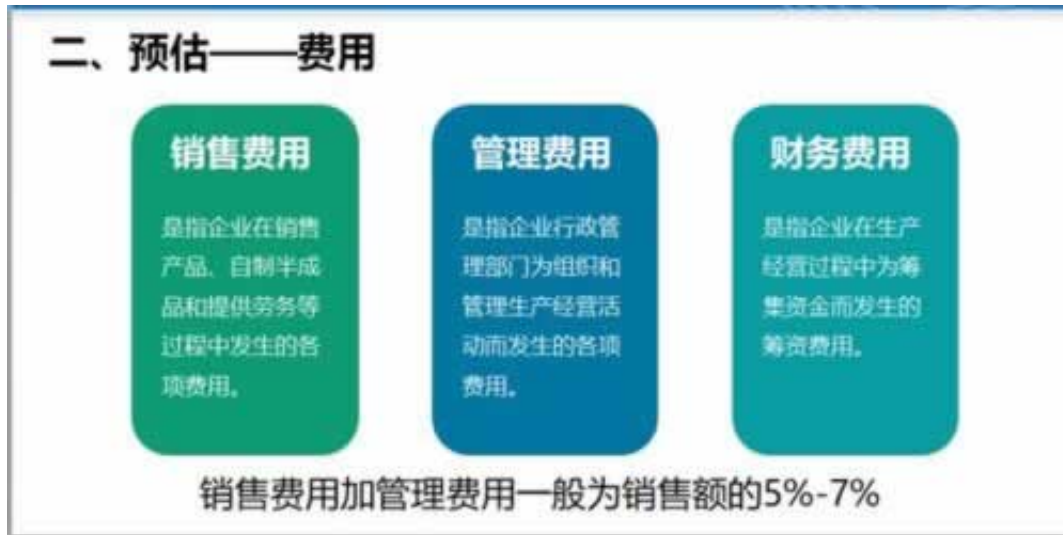 二、预估——费用
销售费用
是指企业在销售
产品、自制半成
品和提供劳务等
过程中发生的各
项费用。
管理费用
是指企业行政管
理部门为组织和
管理生产经营活
动而发生的各项
费用。
财务费用
是指企业在生产
经营过程中为筹
集资金而发生的
筹资费用。
销售费用加管理费用一般为销售额的5%-7%